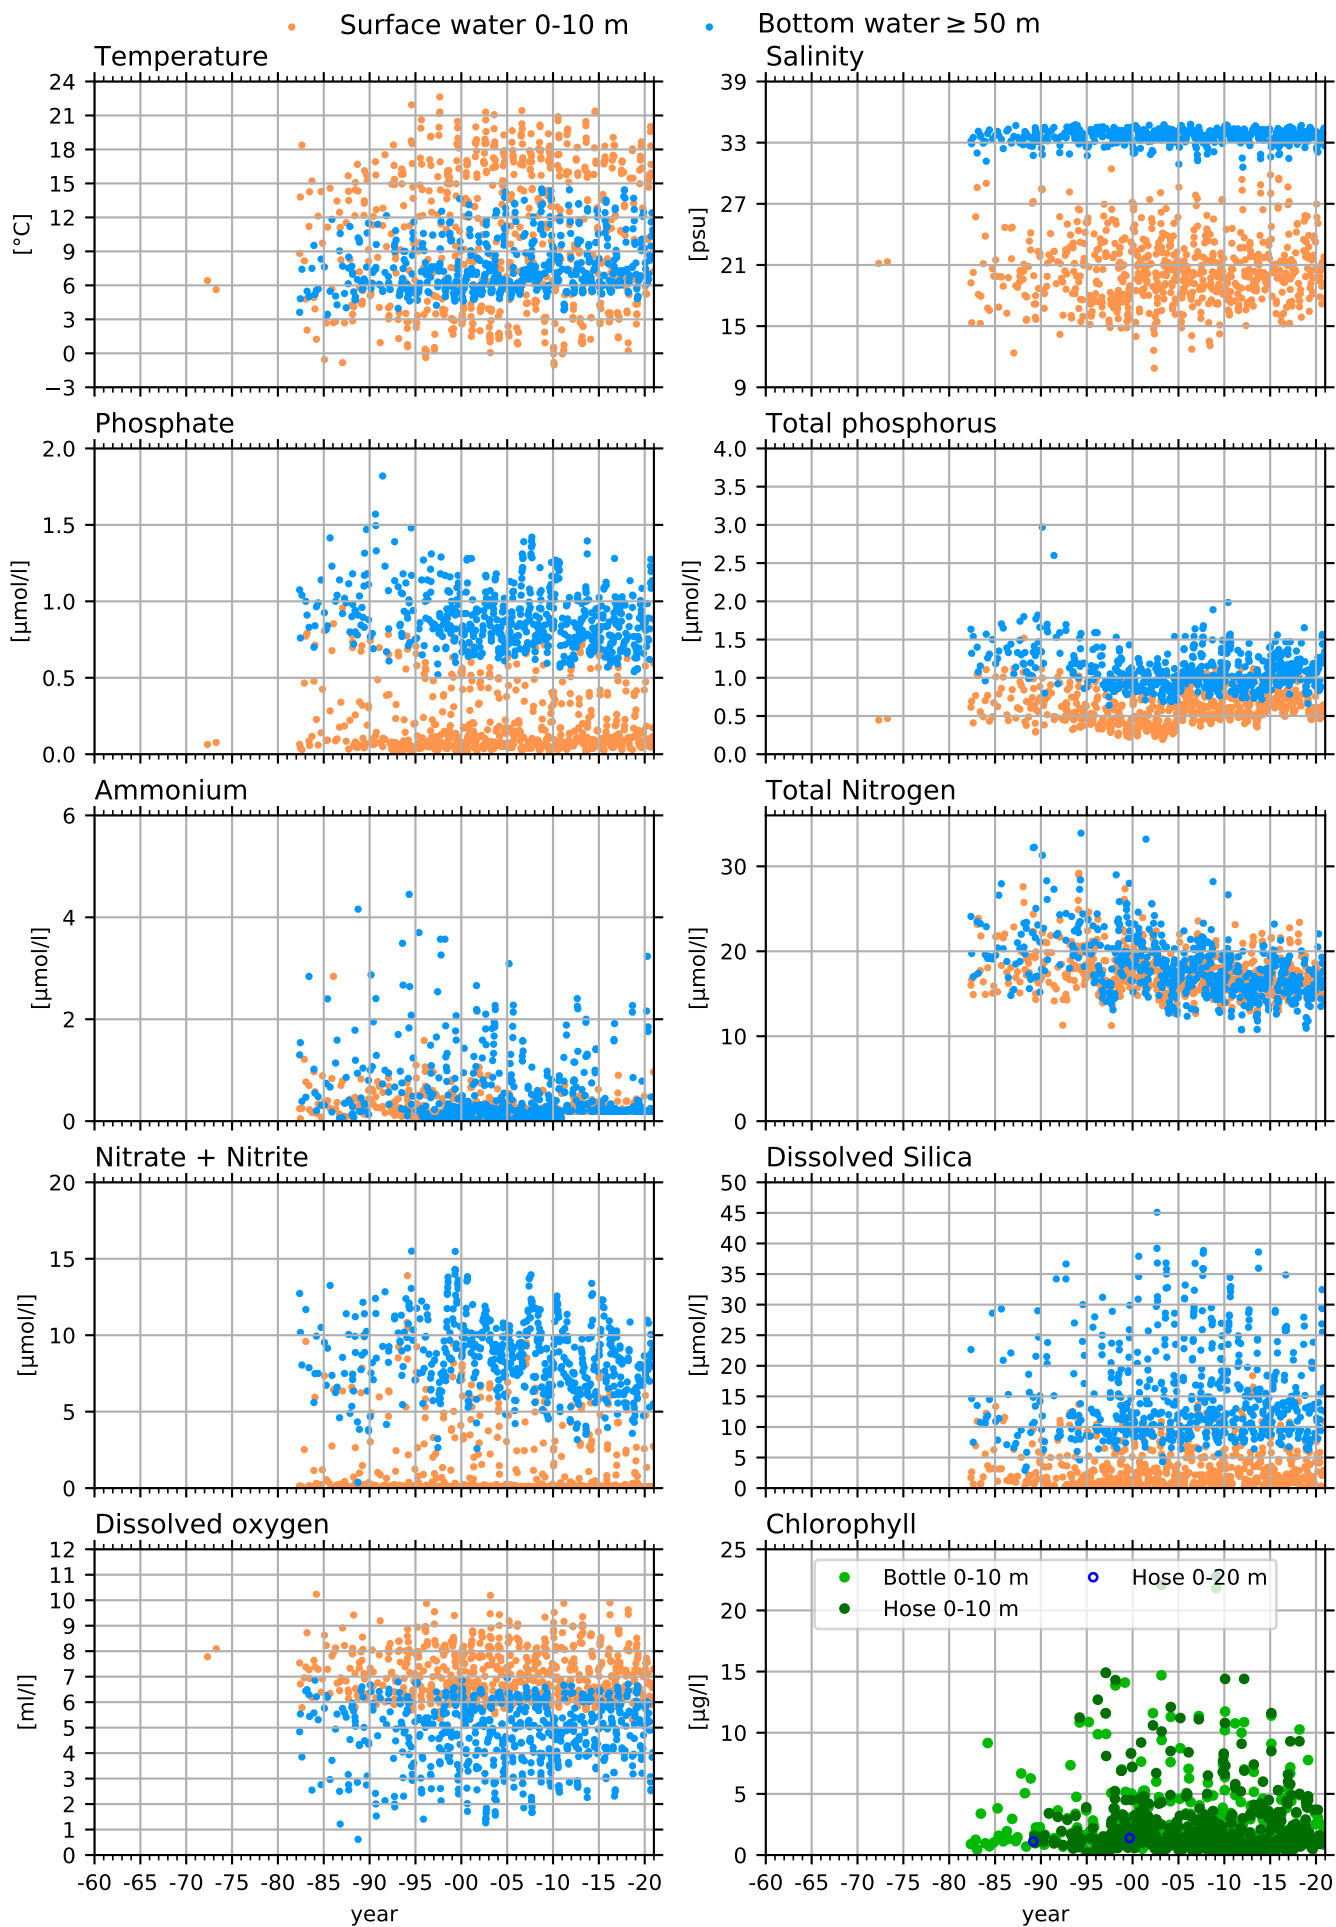 Surface water 0-10 m
Bottom water ≥ 50 m
Temperature
24
21
18
15
12
9
6
3
0
−3
[°C]
Salinity
39
33
27
21
15
9
[psu]
Phosphate
2.0
1.5
1.0
0.5
0.0
[µmol/l]
Total phosphorus
4.0
3.5
3.0
2.5
2.0
1.5
1.0
0.5
0.0
[µmol/l]
Ammonium
6
4
2
0
[µmol/l]
Total Nitrogen
30
20
10
0
[µmol/l]
Nitrate + Nitrite
20
15
10
5
0
[µmol/l]
Dissolved Silica
50
45
40
35
30
25
20
15
10
5
0
[µmol/l]
Dissolved oxygen
12
11
10
9
8
7
6
5
4
3
2
1
0
[ml/l]
-60 -65 -70 -75 -80 -85 -90 -95 -00 -05 -10 -15 -20
year
Chlorophyll
25
20
15
10
5
0
[µg/l]
Bottle 0-10 m
Hose 0-10 m
Hose 0-20 m
-60 -65 -70 -75 -80 -85 -90 -95 -00 -05 -10 -15 -20
year